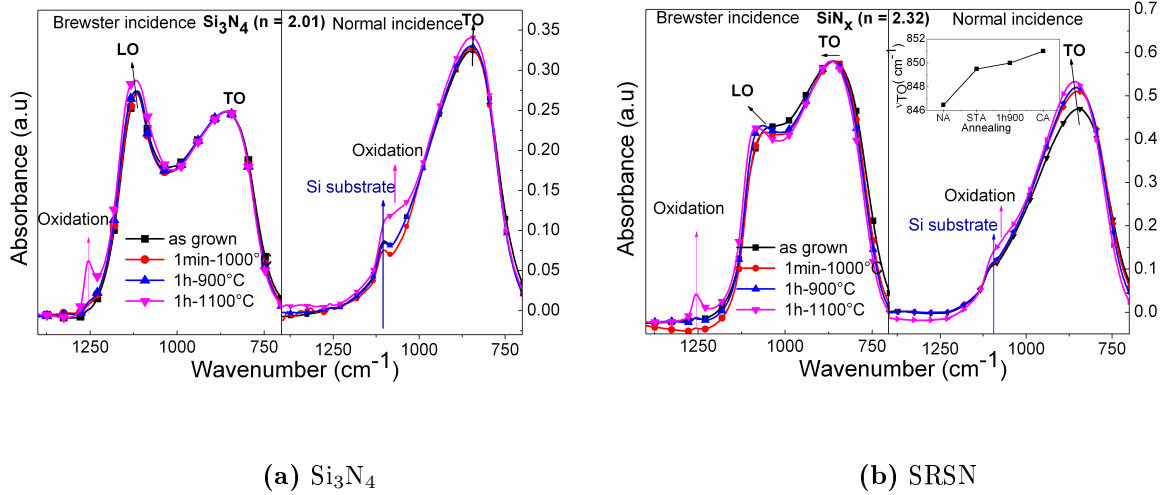 Brewster incidence Si₃N₄ (n = 2.01) Normal incidence
LO
TO
TO
Oxidation
Oxidation
Si substrate
as grown
1min-1000°C
1h-900°C
1h-1100°C
Absorbance (a.u)
0.35
0.30
0.25
0.20
0.15
0.10
0.05
0.00
1250 1000 750 1250 1000 750
Wavenumber (cm⁻¹)
(a) Si₃N₄
Brewster incidence SiNₓ (n = 2.32) Normal incidence
LO
TO
TO
Oxidation
Oxidation
Si substrate
as grown
1min-1000°C
1h-900°C
1h-1100°C
νTO( cm⁻¹)
852
850
848
846
NA STA 1h900 CA
Annealing
Absorbance (a.u)
0.7
0.6
0.5
0.4
0.3
0.2
0.1
0.0
1250 1000 750 1250 1000 750
Wavenumber (cm⁻¹)
(b) SRSN